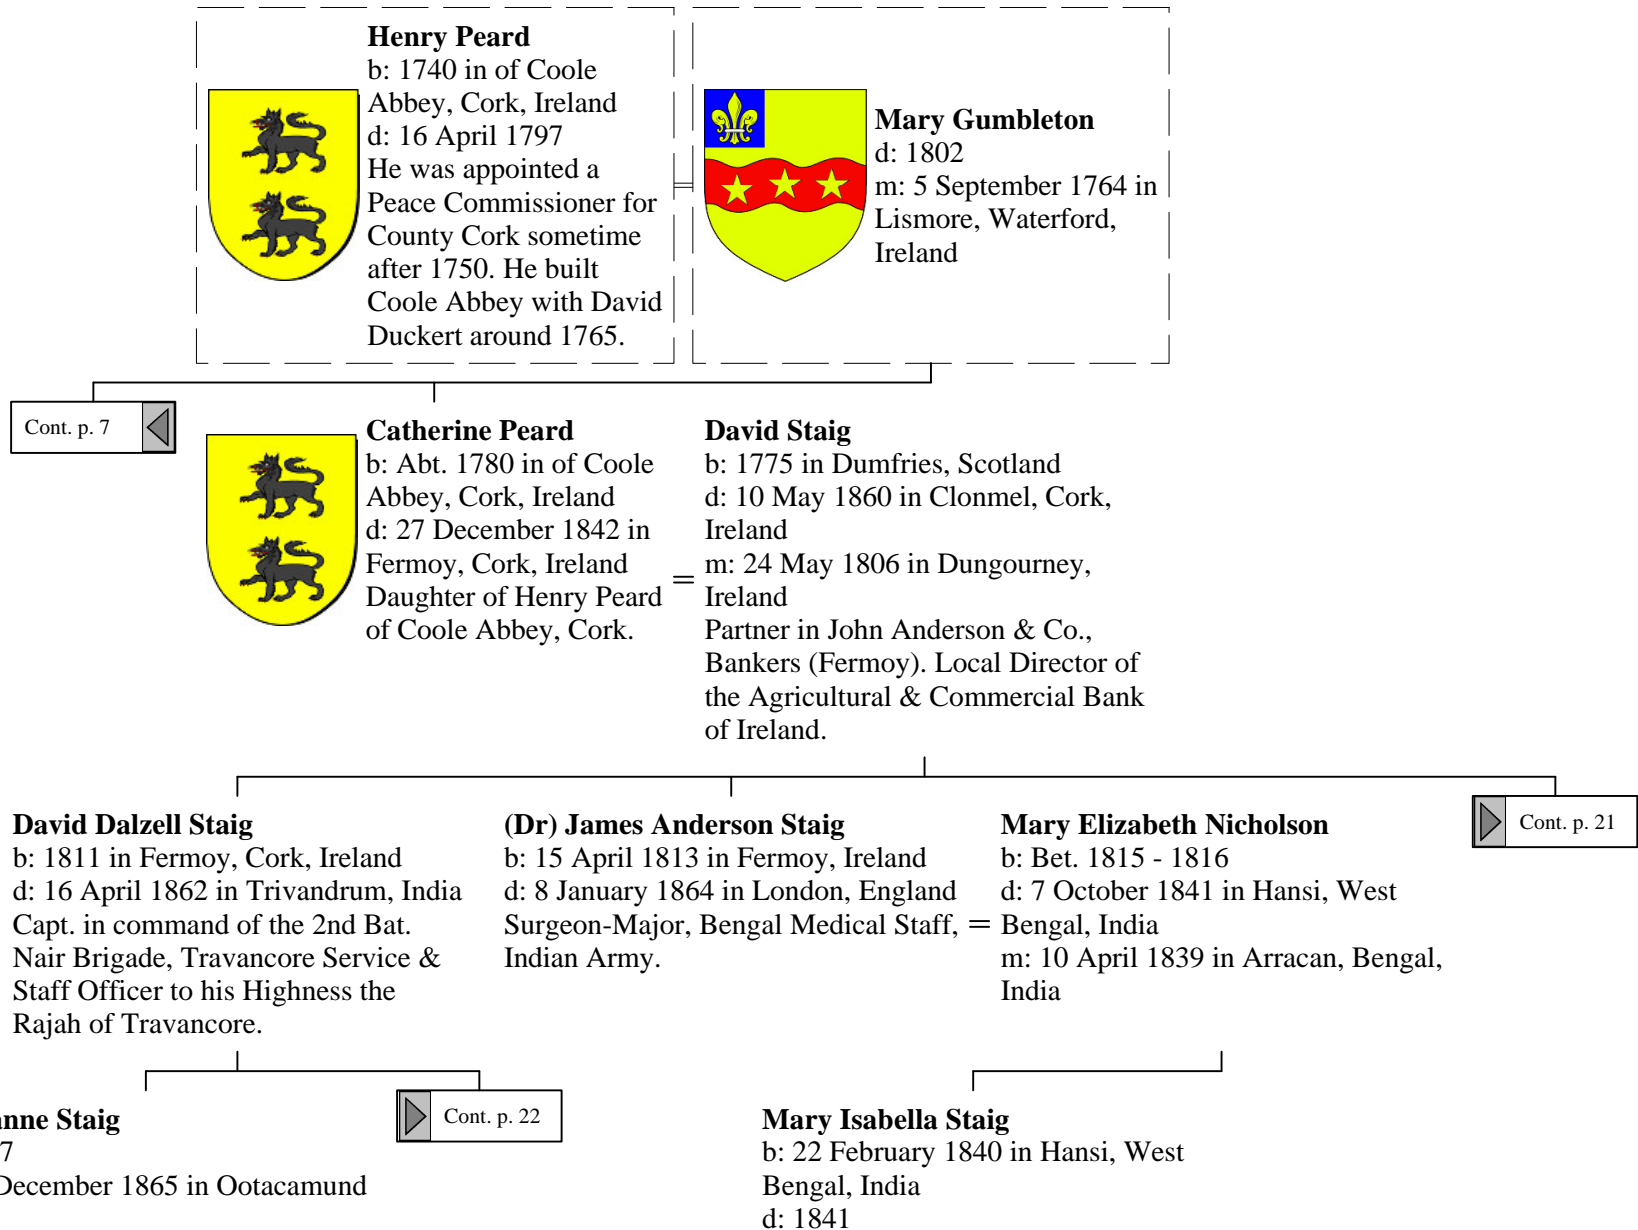 Henry Peard
b: 1740 in of Coole
Abbey, Cork, Ireland
d: 16 April 1797
He was appointed a
Peace Commissioner for
County Cork sometime
after 1750. He built
Coole Abbey with David
Duckert around 1765.
Mary Gumbleton
d: 1802
m: 5 September 1764 in
Lismore, Waterford,
Ireland
Cont. p. 7
Catherine Peard
b: Abt. 1780 in of Coole
Abbey, Cork, Ireland
d: 27 December 1842 in
Fermoy, Cork, Ireland
Daughter of Henry Peard
of Coole Abbey, Cork.
=
David Staig
b: 1775 in Dumfries, Scotland
d: 10 May 1860 in Clonmel, Cork,
Ireland
m: 24 May 1806 in Dungourney,
Ireland
Partner in John Anderson & Co.,
Bankers (Fermoy). Local Director of
the Agricultural & Commercial Bank
of Ireland.
David Dalzell Staig
b: 1811 in Fermoy, Cork, Ireland
d: 16 April 1862 in Trivandrum, India
Capt. in command of the 2nd Bat.
Nair Brigade, Travancore Service &
Staff Officer to his Highness the
Rajah of Travancore.
(Dr) James Anderson Staig
b: 15 April 1813 in Fermoy, Ireland
d: 8 January 1864 in London, England
Surgeon-Major, Bengal Medical Staff,
Indian Army.
=
Mary Elizabeth Nicholson
b: Bet. 1815 - 1816
d: 7 October 1841 in Hansi, West
Bengal, India
m: 10 April 1839 in Arracan, Bengal,
India
Cont. p. 21
anne Staig
7
December 1865 in Ootacamund
Cont. p. 22
Mary Isabella Staig
b: 22 February 1840 in Hansi, West
Bengal, India
d: 1841